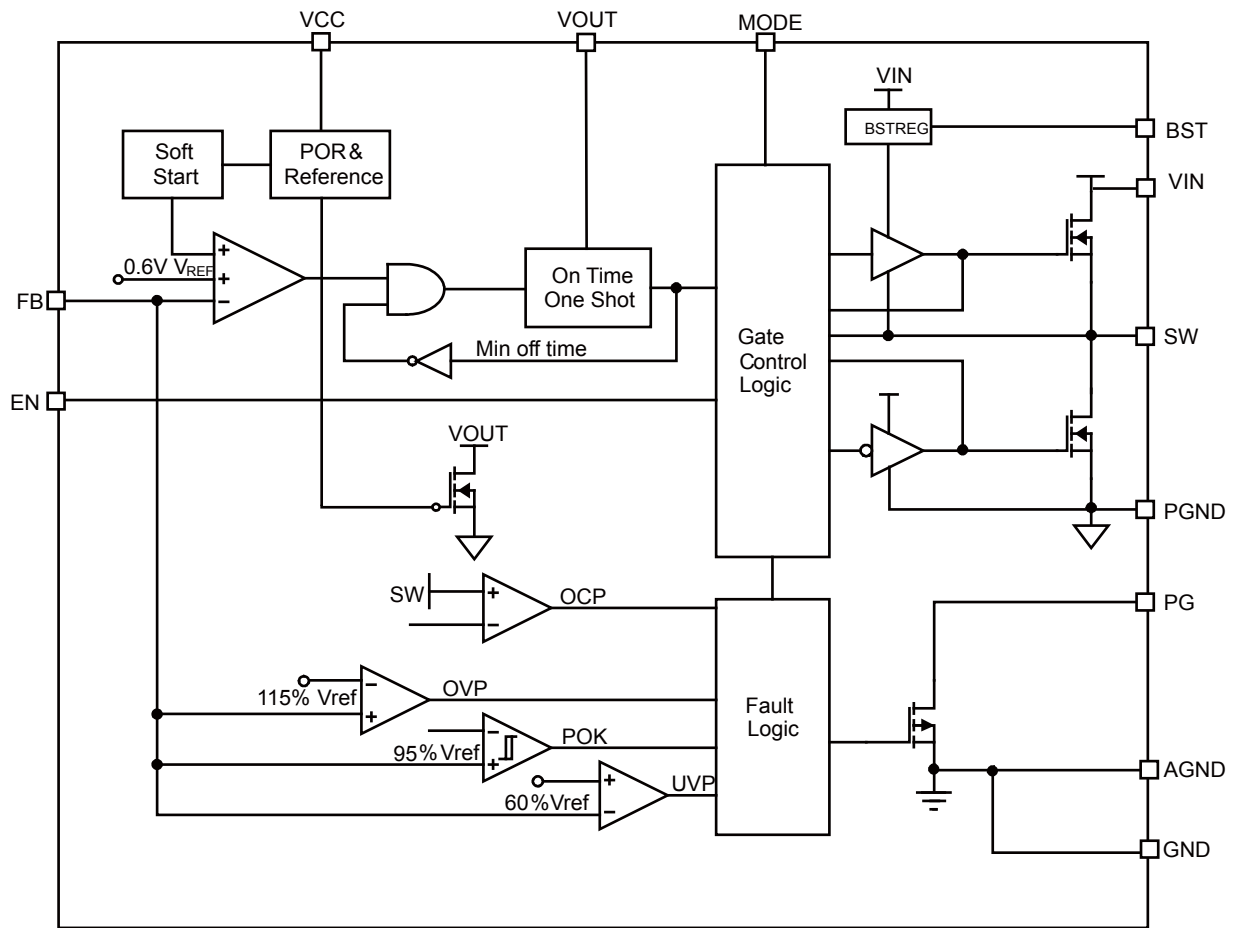 VCC
VOUT
MODE
VIN
BSTREG
BST
Soft
Start
POR &
Reference
VIN
0.6V VREF
+
+
−
FB
On Time
One Shot
Min off time
Gate
Control
Logic
SW
EN
VOUT
PGND
SW
+
−
OCP
PG
115% Vref
−
+
OVP
Fault
Logic
95% Vref
−
+
POK
60%Vref
+
−
UVP
AGND
GND